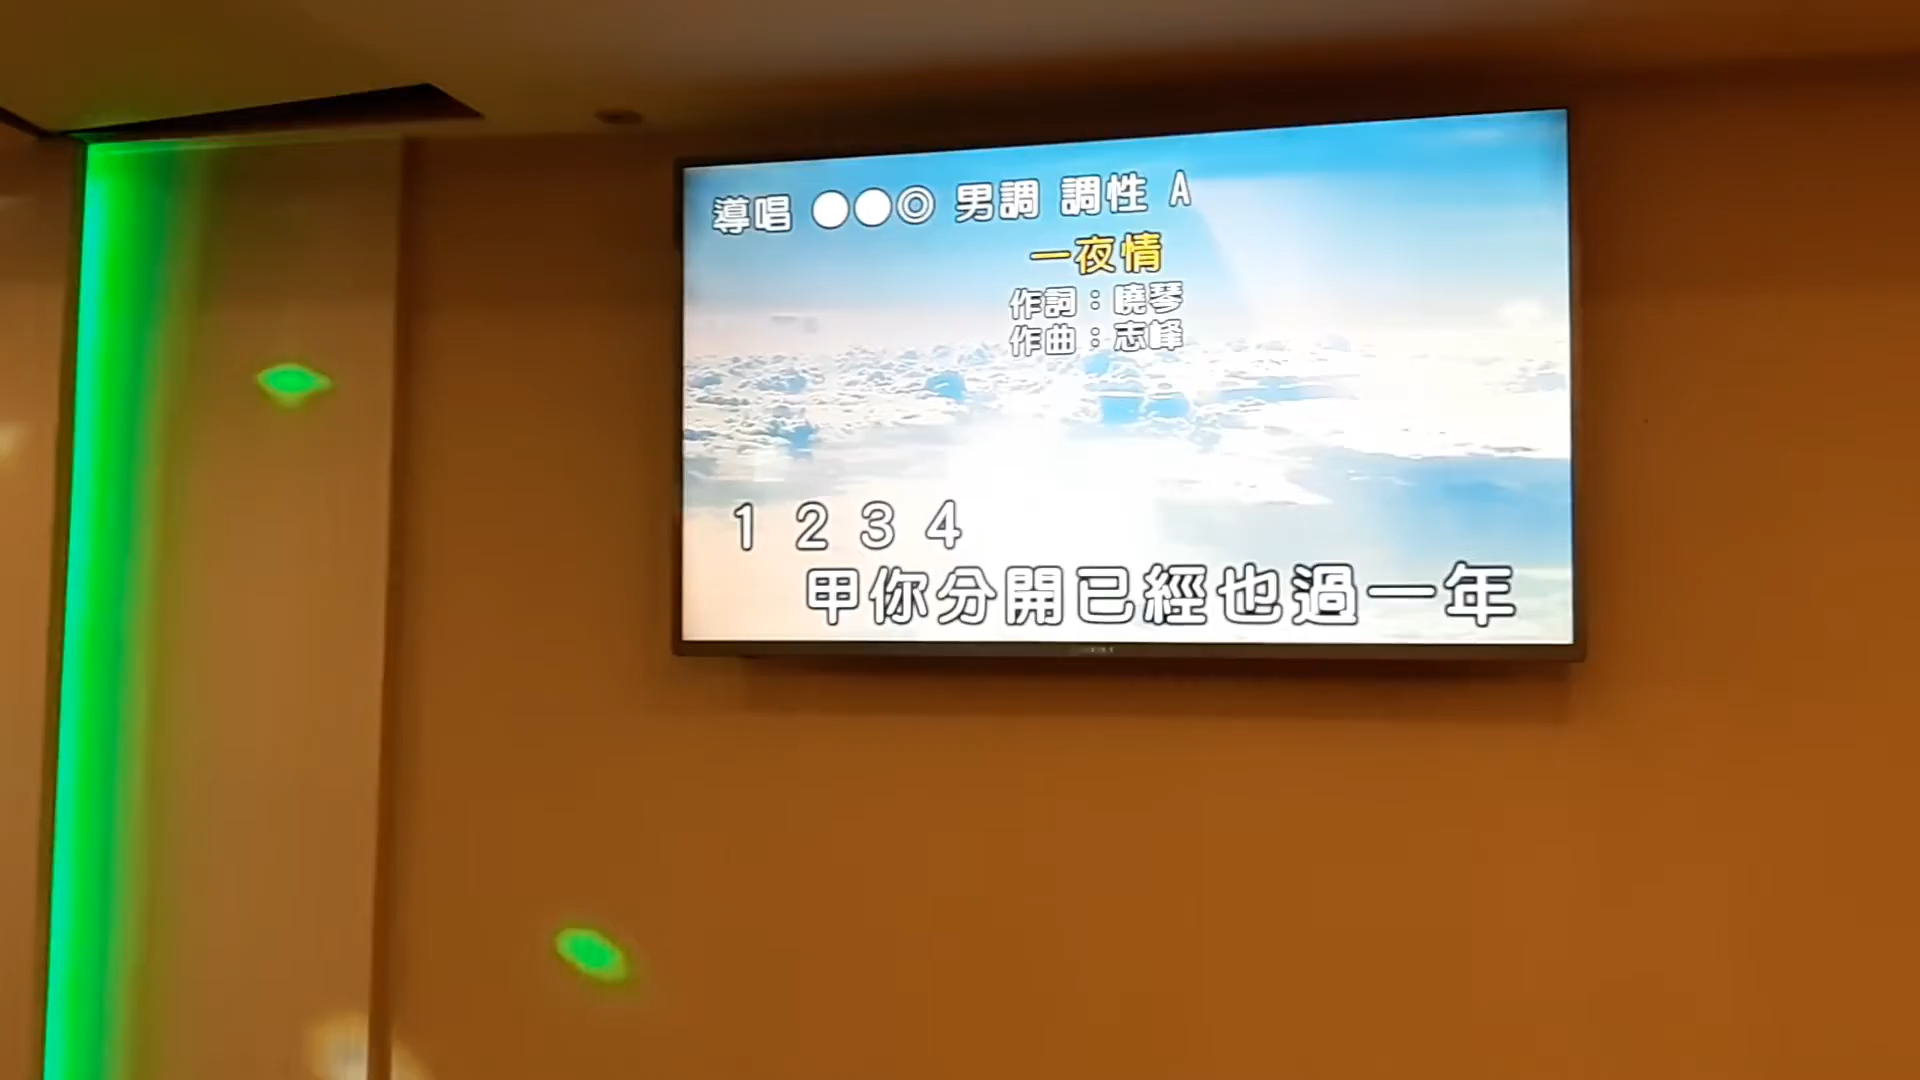 導唱 ●●◎ 男調 調性 A
一夜情
作詞：曉琴
作曲：志峰
1 2 3 4
甲你分開已經也過一年